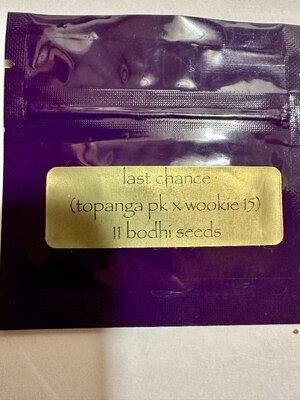 last chance
(topanga pk x wookie 15)
11 bodhi seeds